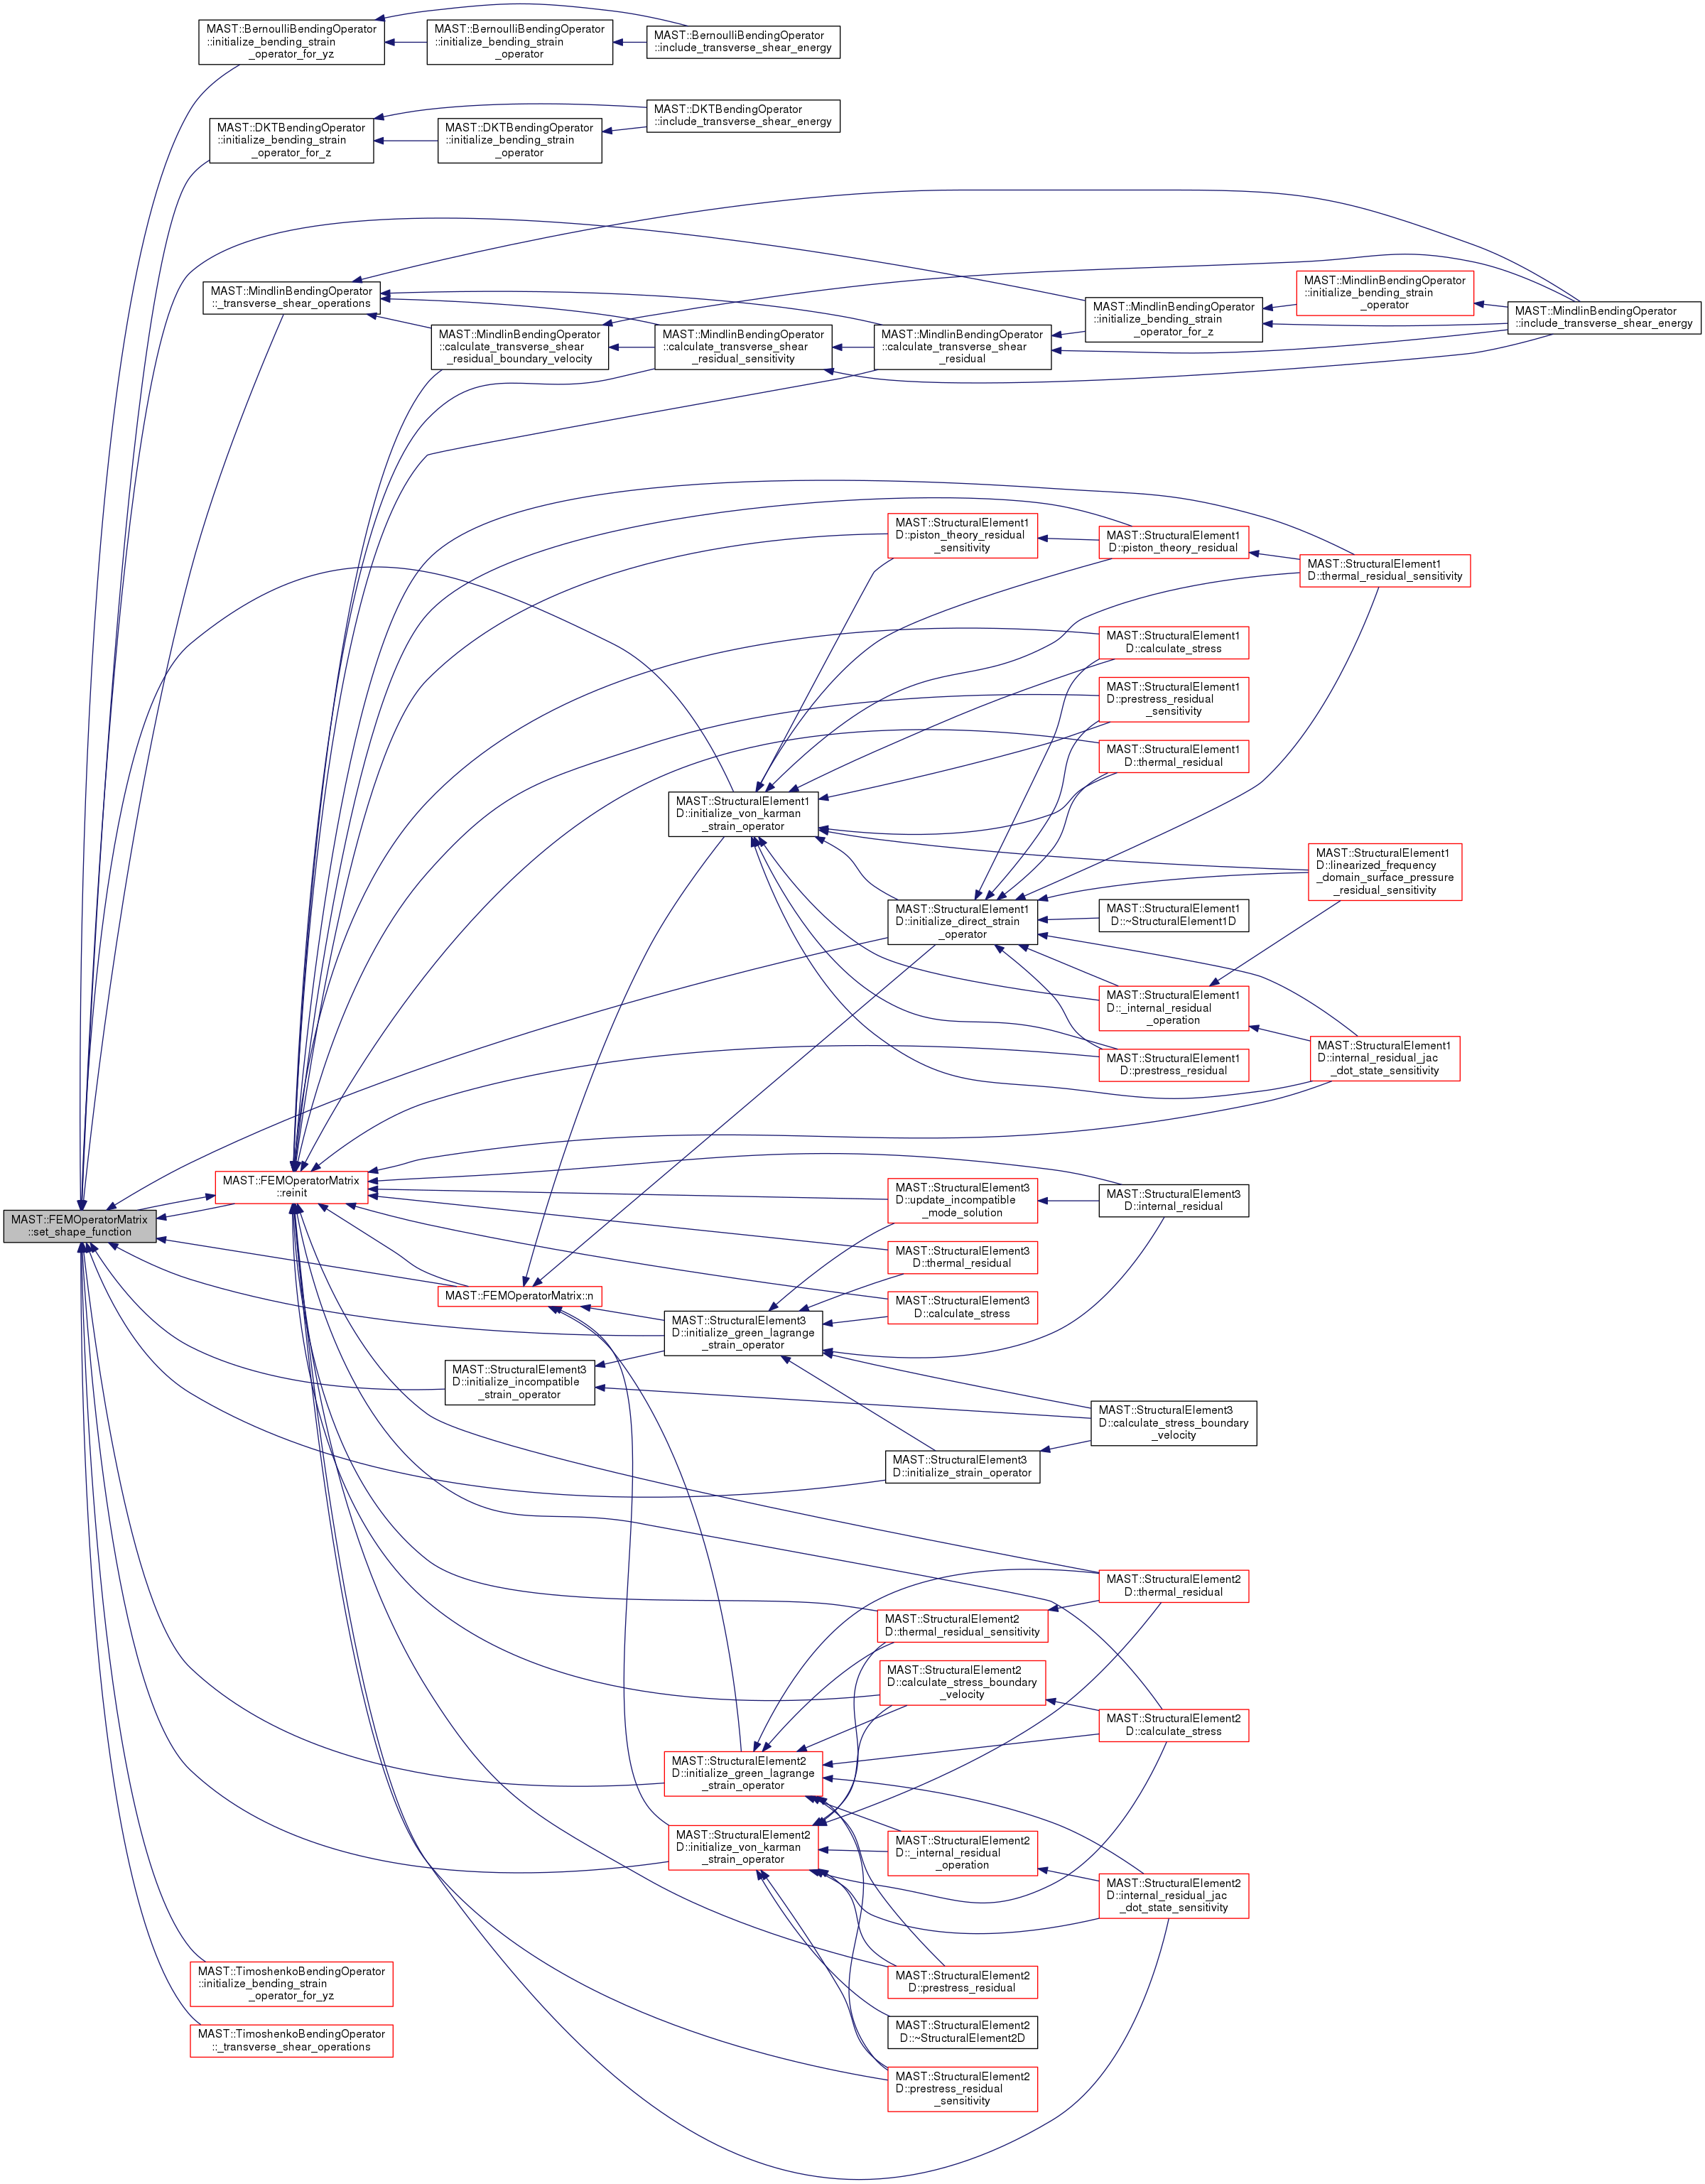 MAST::BernoulliBendingOperator
::initialize_bending_strain
_operator_for_yz
MAST::BernoulliBendingOperator
::initialize_bending_strain
_operator
MAST::BernoulliBendingOperator
::include_transverse_shear_energy
MAST::DKTBendingOperator
::initialize_bending_strain
_operator_for_z
MAST::DKTBendingOperator
::initialize_bending_strain
_operator
MAST::DKTBendingOperator
::include_transverse_shear_energy
MAST::MindlinBendingOperator
::_transverse_shear_operations
MAST::MindlinBendingOperator
::calculate_transverse_shear
_residual_boundary_velocity
MAST::MindlinBendingOperator
::calculate_transverse_shear
_residual_sensitivity
MAST::MindlinBendingOperator
::calculate_transverse_shear
_residual
MAST::MindlinBendingOperator
::initialize_bending_strain
_operator_for_z
MAST::MindlinBendingOperator
::initialize_bending_strain
_operator
MAST::MindlinBendingOperator
::include_transverse_shear_energy
MAST::StructuralElement1
D::piston_theory_residual
_sensitivity
MAST::StructuralElement1
D::piston_theory_residual
MAST::StructuralElement1
D::thermal_residual_sensitivity
MAST::StructuralElement1
D::calculate_stress
MAST::StructuralElement1
D::prestress_residual
_sensitivity
MAST::StructuralElement1
D::thermal_residual
MAST::StructuralElement1
D::initialize_von_karman
_strain_operator
MAST::StructuralElement1
D::linearized_frequency
_domain_surface_pressure
_residual_sensitivity
MAST::StructuralElement1
D::initialize_direct_strain
_operator
MAST::StructuralElement1
D::~StructuralElement1D
MAST::StructuralElement1
D::_internal_residual
_operation
MAST::StructuralElement1
D::internal_residual_jac
_dot_state_sensitivity
MAST::StructuralElement1
D::prestress_residual
MAST::FEMOperatorMatrix
::reinit
MAST::FEMOperatorMatrix
::set_shape_function
MAST::StructuralElement3
D::update_incompatible
_mode_solution
MAST::StructuralElement3
D::internal_residual
MAST::StructuralElement3
D::thermal_residual
MAST::FEMOperatorMatrix::n
MAST::StructuralElement3
D::calculate_stress
MAST::StructuralElement3
D::initialize_green_lagrange
_strain_operator
MAST::StructuralElement3
D::initialize_incompatible
_strain_operator
MAST::StructuralElement3
D::calculate_stress_boundary
_velocity
MAST::StructuralElement3
D::initialize_strain_operator
MAST::StructuralElement2
D::thermal_residual
MAST::StructuralElement2
D::thermal_residual_sensitivity
MAST::StructuralElement2
D::calculate_stress_boundary
_velocity
MAST::StructuralElement2
D::calculate_stress
MAST::StructuralElement2
D::initialize_green_lagrange
_strain_operator
MAST::StructuralElement2
D::initialize_von_karman
_strain_operator
MAST::StructuralElement2
D::_internal_residual
_operation
MAST::StructuralElement2
D::internal_residual_jac
_dot_state_sensitivity
MAST::StructuralElement2
D::prestress_residual
MAST::TimoshenkoBendingOperator
::initialize_bending_strain
_operator_for_yz
MAST::TimoshenkoBendingOperator
::_transverse_shear_operations
MAST::StructuralElement2
D::~StructuralElement2D
MAST::StructuralElement2
D::prestress_residual
_sensitivity